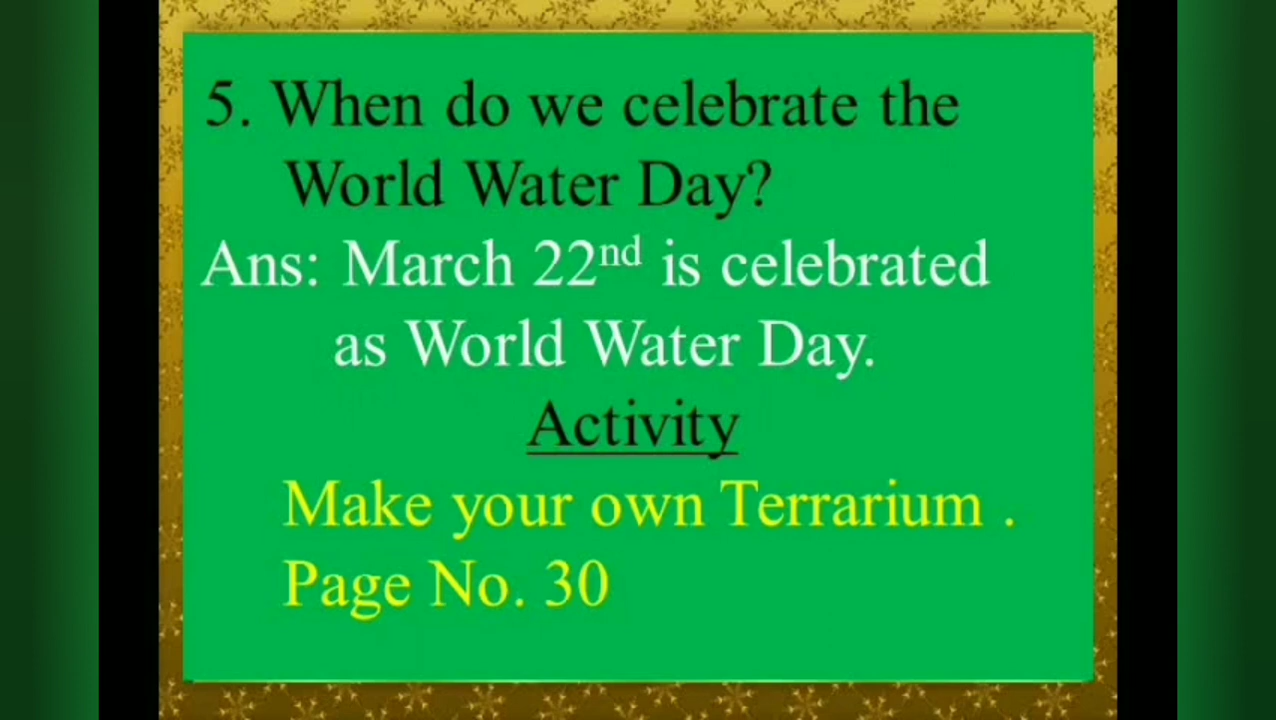 5. When do we celebrate the
World Water Day?
Ans: March 22nd is celebrated
as World Water Day.
Activity
Make your own Terrarium .
Page No. 30